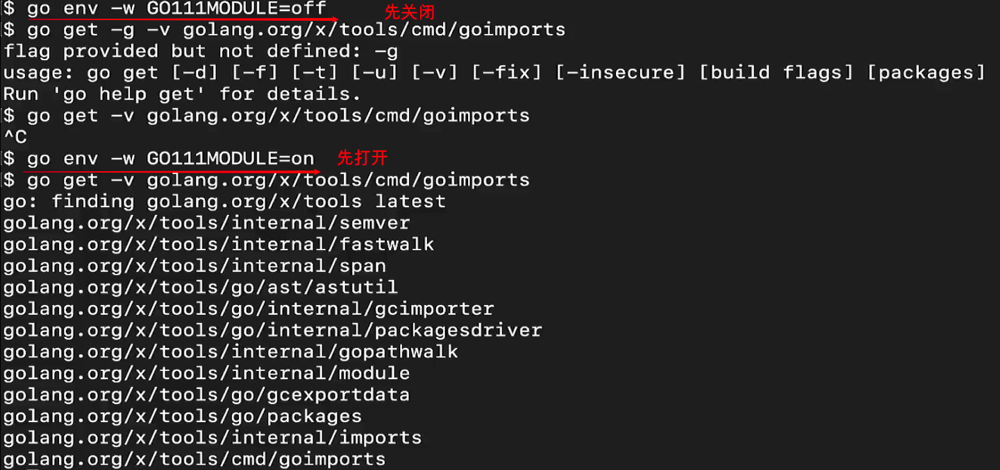 $ go env -w GO111MODULE=off 先关闭
$ go get -g -v golang.org/x/tools/cmd/goimports
flag provided but not defined: -g
usage: go get [-d] [-f] [-t] [-u] [-v] [-fix] [-insecure] [build flags] [packages]
Run 'go help get' for details.
$ go get -v golang.org/x/tools/cmd/goimports
^C
$ go env -w GO111MODULE=on 先打开
$ go get -v golang.org/x/tools/cmd/goimports
go: finding golang.org/x/tools latest
golang.org/x/tools/internal/semver
golang.org/x/tools/internal/fastwalk
golang.org/x/tools/internal/span
golang.org/x/tools/go/ast/astutil
golang.org/x/tools/go/internal/gcimporter
golang.org/x/tools/go/internal/packagesdriver
golang.org/x/tools/internal/gopathwalk
golang.org/x/tools/internal/module
golang.org/x/tools/go/gcexportdata
golang.org/x/tools/go/packages
golang.org/x/tools/internal/imports
golang.org/x/tools/cmd/goimports